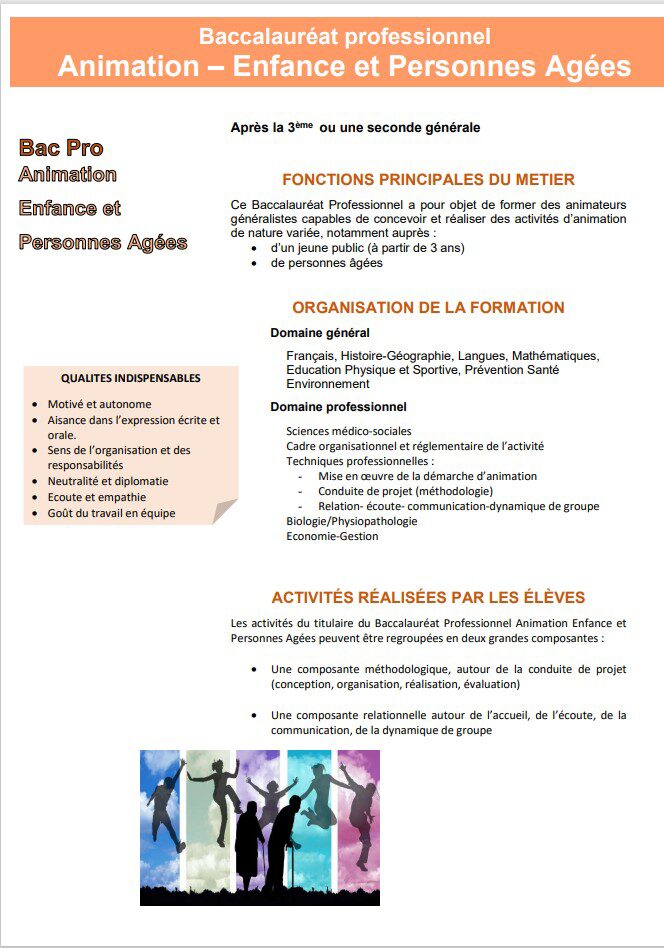 Baccalauréat professionnel
Animation – Enfance et Personnes Agées
Après la 3ème ou une seconde générale
Bac Pro
Animation
Enfance et
Personnes Agées
FONCTIONS PRINCIPALES DU METIER
Ce Baccalauréat Professionnel a pour objet de former des animateurs
généralistes capables de concevoir et réaliser des activités d'animation
de nature variée, notamment auprès :
• d'un jeune public (à partir de 3 ans)
• de personnes âgées
ORGANISATION DE LA FORMATION
Domaine général
Français, Histoire-Géographie, Langues, Mathématiques,
Education Physique et Sportive, Prévention Santé
Environnement
QUALITES INDISPENSABLES
• Motivé et autonome
• Aisance dans l'expression écrite et
orale.
• Sens de l'organisation et des
responsabilités
• Neutralité et diplomatie
• Ecoute et empathie
• Goût du travail en équipe
Domaine professionnel
Sciences médico-sociales
Cadre organisationnel et réglementaire de l'activité
Techniques professionnelles :
- Mise en œuvre de la démarche d'animation
- Conduite de projet (méthodologie)
- Relation- écoute- communication-dynamique de groupe
Biologie/Physiopathologie
Economie-Gestion
ACTIVITÉS RÉALISÉES PAR LES ÉLÈVES
Les activités du titulaire du Baccalauréat Professionnel Animation Enfance et
Personnes Agées peuvent être regroupées en deux grandes composantes :
• Une composante méthodologique, autour de la conduite de projet
(conception, organisation, réalisation, évaluation)
• Une composante relationnelle autour de l'accueil, de l'écoute, de la
communication, de la dynamique de groupe